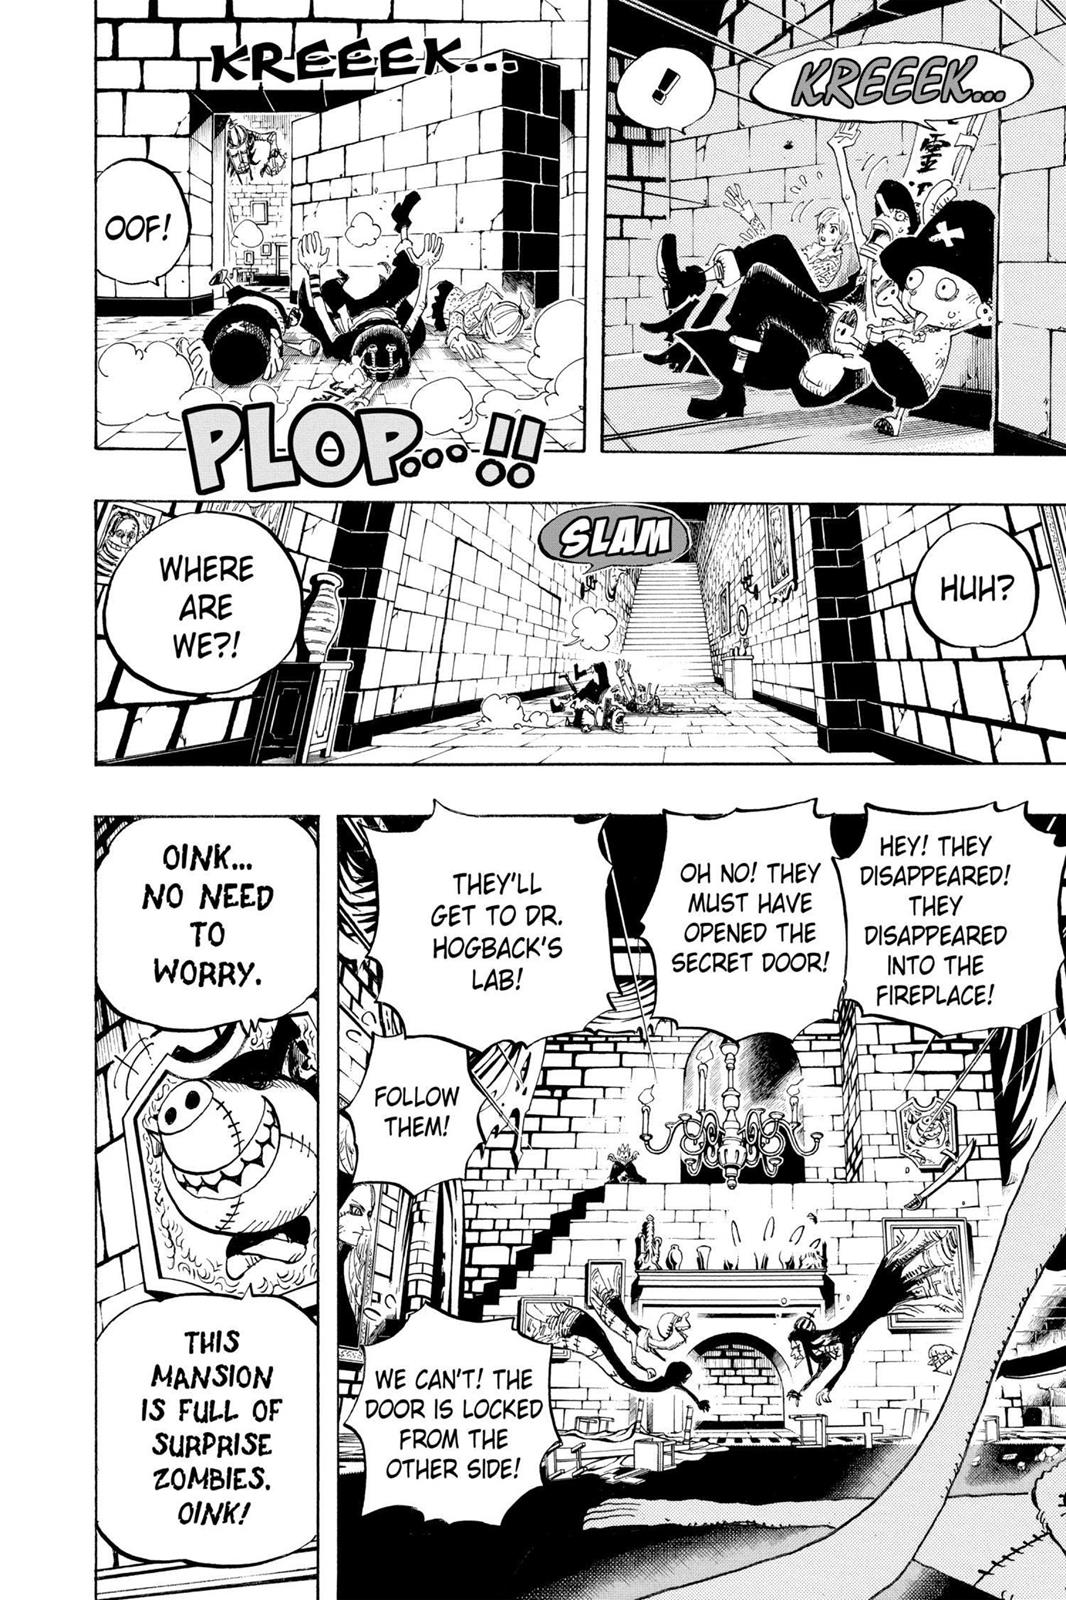 !
KREEEK...
霊
KREEEK...
OOF!
PLOP...!!
HUH?
SLAM
WHERE
ARE
WE?!
HEY! THEY
DISAPPEARED!
THEY
DISAPPEARED
INTO THE
FIREPLACE!
OH NO! THEY
MUST HAVE
OPENED THE
SECRET DOOR!
THEY'LL
GET TO DR.
HOGBACK'S
LAB!
FOLLOW
THEM!
WE CAN'T! THE
DOOR IS LOCKED
FROM THE
OTHER SIDE!
OINK...
NO NEED
TO
WORRY.
THIS
MANSION
IS FULL OF
SURPRISE
ZOMBIES.
OINK!